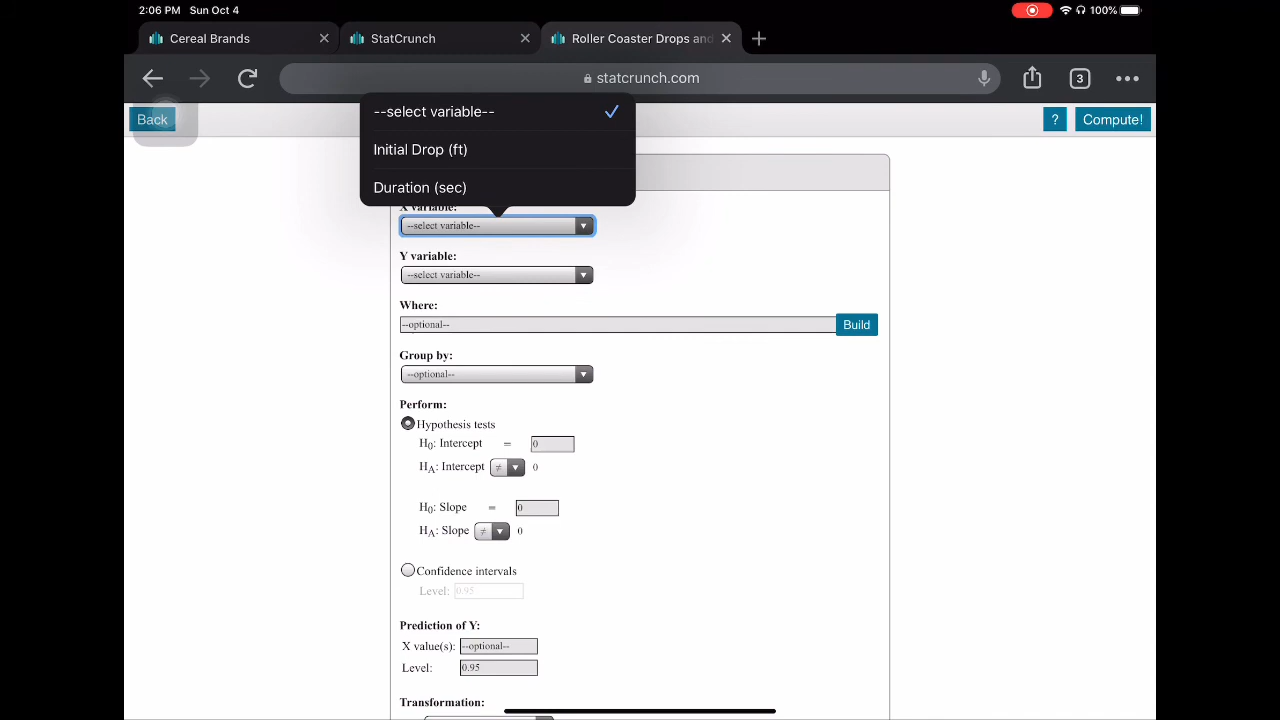 2:06 PM Sun Oct 4
100%
Cereal Brands
StatCrunch
Roller Coaster Drops and
statcrunch.com
3
Back
? Compute!
--select variable--
Initial Drop (ft)
Duration (sec)
X variable:
--select variable--
Y variable:
--select variable--
Where:
--optional-- Build
Group by:
--optional--
Perform:
Hypothesis tests
H0: Intercept = 0
HA: Intercept ≠ 0
H0: Slope = 0
HA: Slope ≠ 0
Confidence intervals
Level: 0.95
Prediction of Y:
X value(s): --optional--
Level: 0.95
Transformation: